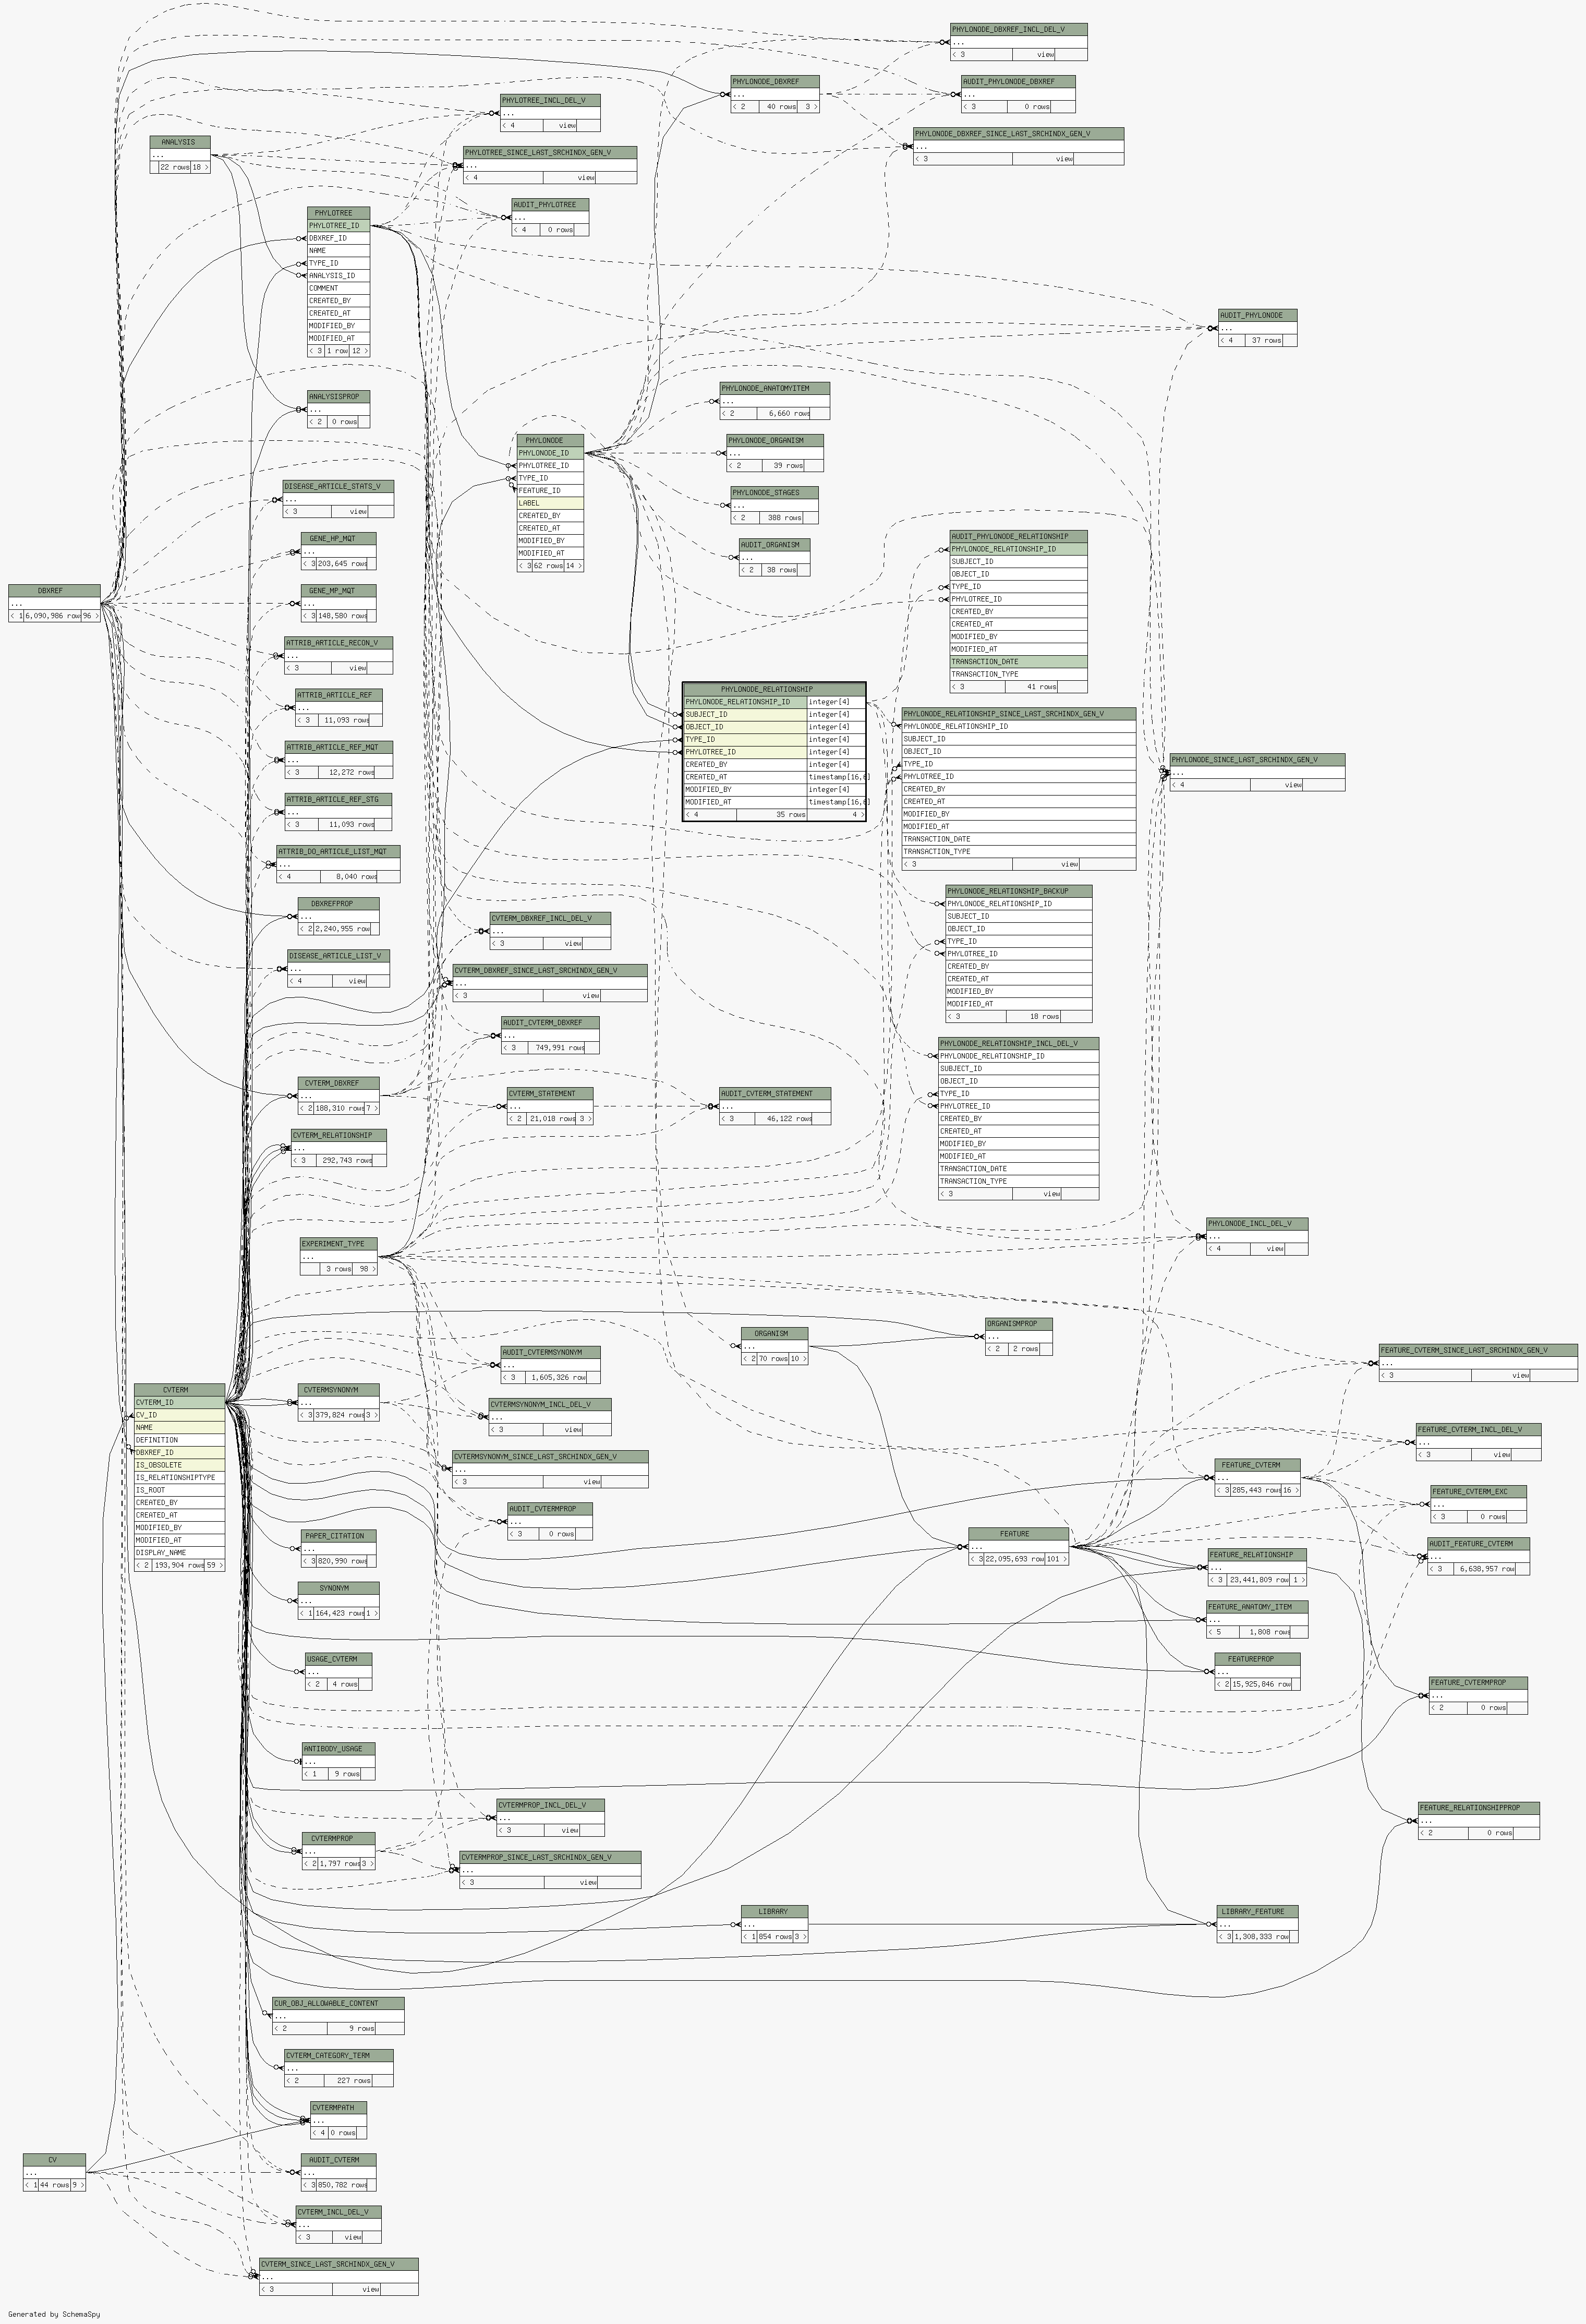 PHYLONODE_DBXREF_INCL_DEL_V
...
< 3 view
PHYLONODE_DBXREF
...
< 2 40 rows 3 >
AUDIT_PHYLONODE_DBXREF
...
< 3 0 rows
PHYLOTREE_INCL_DEL_V
...
< 4 view
PHYLONODE_DBXREF_SINCE_LAST_SRCHINDX_GEN_V
...
< 3 view
ANALYSIS
...
22 rows 18 >
PHYLOTREE_SINCE_LAST_SRCHINDX_GEN_V
...
< 4 view
AUDIT_PHYLOTREE
...
< 4 0 rows
PHYLOTREE
PHYLOTREE_ID
DBXREF_ID
NAME
TYPE_ID
ANALYSIS_ID
COMMENT
CREATED_BY
CREATED_AT
MODIFIED_BY
MODIFIED_AT
< 3 1 row 12 >
AUDIT_PHYLONODE
...
< 4 37 rows
ANALYSISPROP
...
< 2 0 rows
PHYLONODE_ANATOMYITEM
...
< 2 6,660 rows
PHYLONODE
PHYLONODE_ID
PHYLOTREE_ID
TYPE_ID
FEATURE_ID
LABEL
CREATED_BY
CREATED_AT
MODIFIED_BY
MODIFIED_AT
< 3 62 rows 14 >
PHYLONODE_ORGANISM
...
< 2 39 rows
PHYLONODE_STAGES
...
< 2 388 rows
AUDIT_ORGANISM
...
< 2 38 rows
DISEASE_ARTICLE_STATS_V
...
< 3 view
GENE_HP_MQT
...
< 3 203,645 rows
GENE_MP_MQT
...
< 3 148,580 rows
DBXREF
...
< 1 6,090,986 row 96 >
AUDIT_PHYLONODE_RELATIONSHIP
PHYLONODE_RELATIONSHIP_ID
SUBJECT_ID
OBJECT_ID
TYPE_ID
PHYLOTREE_ID
CREATED_BY
CREATED_AT
MODIFIED_BY
MODIFIED_AT
TRANSACTION_DATE
TRANSACTION_TYPE
< 3 41 rows
ATTRIB_ARTICLE_RECON_V
...
< 3 view
ATTRIB_ARTICLE_REF
...
< 3 11,093 rows
PHYLONODE_RELATIONSHIP
PHYLONODE_RELATIONSHIP_ID integer[4]
SUBJECT_ID integer[4]
OBJECT_ID integer[4]
TYPE_ID integer[4]
PHYLOTREE_ID integer[4]
CREATED_BY integer[4]
CREATED_AT timestamp[16,6]
MODIFIED_BY integer[4]
MODIFIED_AT timestamp[16,6]
< 4 35 rows 4 >
PHYLONODE_RELATIONSHIP_SINCE_LAST_SRCHINDX_GEN_V
PHYLONODE_RELATIONSHIP_ID
SUBJECT_ID
OBJECT_ID
TYPE_ID
PHYLOTREE_ID
CREATED_BY
CREATED_AT
MODIFIED_BY
MODIFIED_AT
TRANSACTION_DATE
TRANSACTION_TYPE
< 3 view
PHYLONODE_SINCE_LAST_SRCHINDX_GEN_V
...
< 4 view
ATTRIB_ARTICLE_REF_MQT
...
< 3 12,272 rows
ATTRIB_ARTICLE_REF_STG
...
< 3 11,093 rows
ATTRIB_DO_ARTICLE_LIST_MQT
...
< 4 8,040 rows
DBXREFPROP
...
< 2 2,240,955 row
PHYLONODE_RELATIONSHIP_BACKUP
PHYLONODE_RELATIONSHIP_ID
SUBJECT_ID
OBJECT_ID
TYPE_ID
PHYLOTREE_ID
CREATED_BY
CREATED_AT
MODIFIED_BY
MODIFIED_AT
< 3 18 rows
CVTERM_DBXREF_INCL_DEL_V
...
< 3 view
DISEASE_ARTICLE_LIST_V
...
< 4 view
CVTERM_DBXREF_SINCE_LAST_SRCHINDX_GEN_V
...
< 3 view
AUDIT_CVTERM_DBXREF
...
< 3 749,991 rows
PHYLONODE_RELATIONSHIP_INCL_DEL_V
PHYLONODE_RELATIONSHIP_ID
SUBJECT_ID
OBJECT_ID
TYPE_ID
PHYLOTREE_ID
CREATED_BY
CREATED_AT
MODIFIED_BY
MODIFIED_AT
TRANSACTION_DATE
TRANSACTION_TYPE
< 3 view
CVTERM_DBXREF
...
< 2 188,310 rows 7 >
CVTERM_STATEMENT
...
< 2 21,018 rows 3 >
AUDIT_CVTERM_STATEMENT
...
< 3 46,122 rows
CVTERM_RELATIONSHIP
...
< 3 292,743 rows
EXPERIMENT_TYPE
...
3 rows 98 >
PHYLONODE_INCL_DEL_V
...
< 4 view
ORGANISM
...
< 2 70 rows 10 >
ORGANISMPROP
...
< 2 2 rows
AUDIT_CVTERMSYNONYM
...
< 3 1,605,326 row
FEATURE_CVTERM_SINCE_LAST_SRCHINDX_GEN_V
...
< 3 view
CVTERM
CVTERM_ID
CV_ID
NAME
DEFINITION
DBXREF_ID
IS_OBSOLETE
IS_RELATIONSHIPTYPE
IS_ROOT
CREATED_BY
CREATED_AT
MODIFIED_BY
MODIFIED_AT
DISPLAY_NAME
< 2 193,904 rows 59 >
CVTERMSYNONYM
...
< 3 379,824 rows 3 >
CVTERMSYNONYM_INCL_DEL_V
...
< 3 view
FEATURE_CVTERM_INCL_DEL_V
...
< 3 view
CVTERMSYNONYM_SINCE_LAST_SRCHINDX_GEN_V
...
< 3 view
FEATURE_CVTERM
...
< 3 285,443 rows 16 >
FEATURE_CVTERM_EXC
...
< 3 0 rows
AUDIT_CVTERMPROP
...
< 3 0 rows
PAPER_CITATION
...
< 3 820,990 rows
FEATURE
...
< 3 22,095,693 row 101 >
AUDIT_FEATURE_CVTERM
...
< 3 6,638,957 row
FEATURE_RELATIONSHIP
...
< 3 23,441,809 row 1 >
SYNONYM
...
< 1 164,423 rows 1 >
FEATURE_ANATOMY_ITEM
...
< 5 1,808 rows
USAGE_CVTERM
...
< 2 4 rows
FEATUREPROP
...
< 2 15,925,846 row
FEATURE_CVTERMPROP
...
< 2 0 rows
ANTIBODY_USAGE
...
< 1 9 rows
CVTERMPROP_INCL_DEL_V
...
< 3 view
FEATURE_RELATIONSHIPPROP
...
< 2 0 rows
CVTERMPROP
...
< 2 1,797 rows 3 >
CVTERMPROP_SINCE_LAST_SRCHINDX_GEN_V
...
< 3 view
LIBRARY
...
< 1 854 rows 3 >
LIBRARY_FEATURE
...
< 3 1,308,333 row
CUR_OBJ_ALLOWABLE_CONTENT
...
< 2 9 rows
CVTERM_CATEGORY_TERM
...
< 2 227 rows
CVTERMPATH
...
< 4 0 rows
CV
...
< 1 44 rows 9 >
AUDIT_CVTERM
...
< 3 850,782 rows
CVTERM_INCL_DEL_V
...
< 3 view
CVTERM_SINCE_LAST_SRCHINDX_GEN_V
...
< 3 view
Generated by SchemaSpy